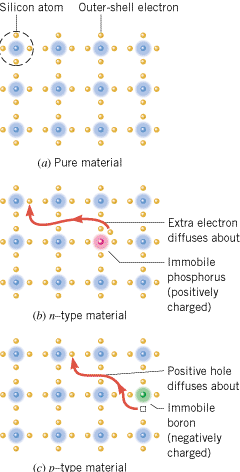 Silicon atom
Outer-shell electron
(a) Pure material
Extra electron
diffuses about
Immobile
phosphorus
(positively
charged)
(b) n–type material
Positive hole
diffuses about
Immobile
boron
(negatively
charged)
(c) p–type material